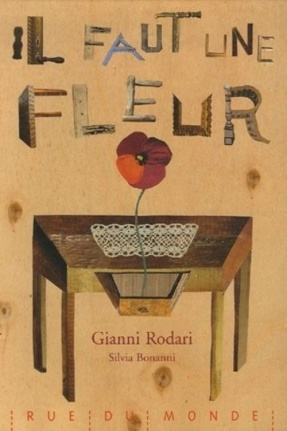 IL FAUT UNE
FLEUR
Gianni Rodari
Silvia Bonanni
RUE DU MONDE